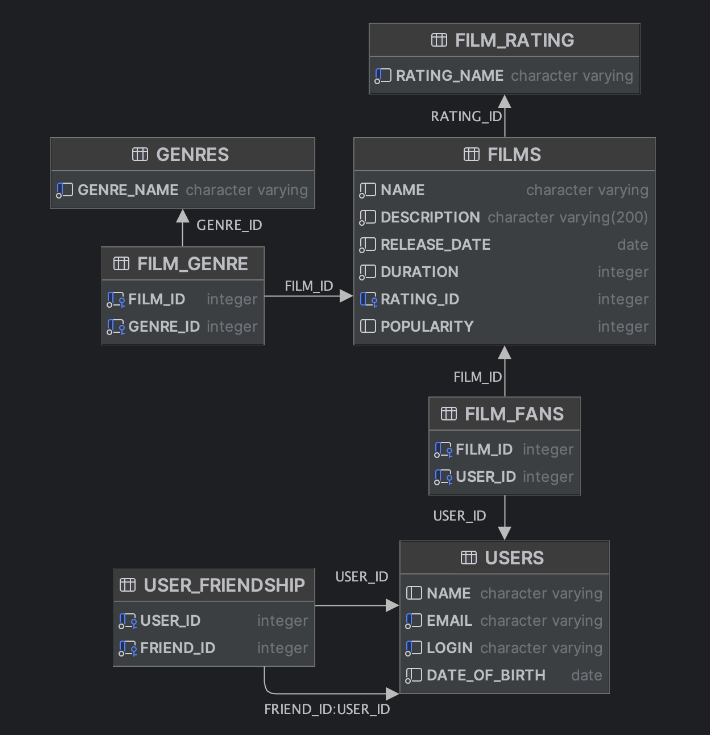 FILM_RATING
RATING_NAME character varying
RATING_ID
GENRES
GENRE_NAME character varying
GENRE_ID
FILMS
NAME character varying
DESCRIPTION character varying(200)
RELEASE_DATE date
DURATION integer
RATING_ID integer
POPULARITY integer
FILM_GENRE
FILM_ID integer
GENRE_ID integer
FILM_ID
FILM_ID
FILM_FANS
FILM_ID integer
USER_ID integer
USER_ID
USERS
NAME character varying
EMAIL character varying
LOGIN character varying
DATE_OF_BIRTH date
USER_FRIENDSHIP
USER_ID integer
FRIEND_ID integer
USER_ID
FRIEND_ID:USER_ID